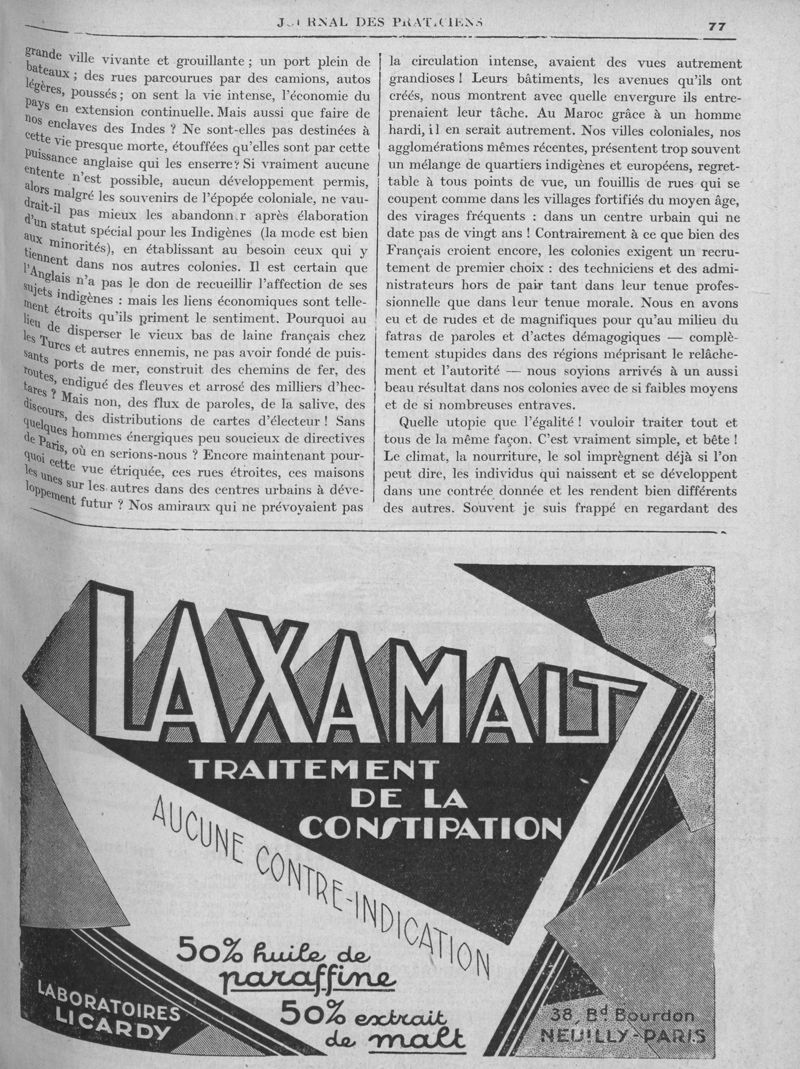 JOURNAL DES PRATICIENS
77
grande ville vivante et grouillante ; un port plein de
bateaux ; des rues parcourues par des camions, autos
légères, poussés ; on sent la vie intense, l'économie du
pays en extension continuelle. Mais aussi que faire de
nos enclaves des Indes ? Ne sont-elles pas destinées à
cette vie presque morte, étouffées qu'elles sont par cette
puissance anglaise qui les enserre? Si vraiment aucune
entente n'est possible, aucun développement permis,
alors malgré les souvenirs de l'épopée coloniale, ne vau-
drait-il pas mieux les abandonn.r après élaboration
d'un statut spécial pour les Indigènes (la mode est bien
aux minorités), en établissant au besoin ceux qui y
tiennent dans nos autres colonies. Il est certain que
l'Anglais n'a pas le don de recueillir l'affection de ses
sujets indigènes : mais les liens économiques sont telle-
ment étroits qu'ils priment le sentiment. Pourquoi au
lieu de disperser le vieux bas de laine français chez
les Turcs et autres ennemis, ne pas avoir fondé de puis-
sants ports de mer, construit des chemins de fer, des
routes, endigué des fleuves et arrosé des milliers d'hec-
tares ? Mais non, des flux de paroles, de la salive, des
discours, des distributions de cartes d'électeur ! Sans
quelques hommes énergiques peu soucieux de directives
de Paris, où en serions-nous ? Encore maintenant pour-
quoi cette vue étriquée, ces rues étroites, ces maisons
les unes sur les autres dans des centres urbains à déve-
loppement futur ? Nos amiraux qui ne prévoyaient pas
la circulation intense, avaient des vues autrement
grandioses ! Leurs bâtiments, les avenues qu'ils ont
créés, nous montrent avec quelle envergure ils entre-
prenaient leur tâche. Au Maroc grâce à un homme
hardi, il en serait autrement. Nos villes coloniales, nos
agglomérations mêmes récentes, présentent trop souvent
un mélange de quartiers indigènes et européens, regret-
table à tous points de vue, un fouillis de rues qui se
coupent comme dans les villages fortifiés du moyen âge,
des virages fréquents : dans un centre urbain qui ne
date pas de vingt ans ! Contrairement à ce que bien des
Français croient encore, les colonies exigent un recru-
tement de premier choix : des techniciens et des admi-
nistrateurs hors de pair tant dans leur tenue profes-
sionnelle que dans leur tenue morale. Nous en avons
eu et de rudes et de magnifiques pour qu'au milieu du
fatras de paroles et d'actes démagogiques — complè-
tement stupides dans des régions méprisant le relâche-
ment et l'autorité — nous soyions arrivés à un aussi
beau résultat dans nos colonies avec de si faibles moyens
et de si nombreuses entraves.
Quelle utopie que l'égalité ! vouloir traiter tout et
tous de la même façon. C'est vraiment simple, et bête !
Le climat, la nourriture, le sol imprègnent déjà si l'on
peut dire, les individus qui naissent et se développent
dans une contrée donnée et les rendent bien différents
des autres. Souvent je suis frappé en regardant des
LAXAMALT
TRAITEMENT
DE LA
CONSTIPATION
AUCUNE CONTRE-INDICATION
50% huile de
paraffine
50% extrait
de malt
LABORATOIRES
LICARDY
38, Bd Bourdon
NEUILLY-PARIS